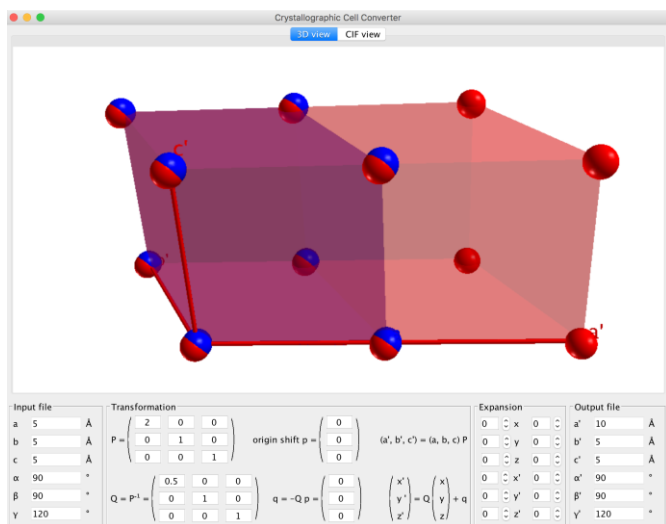 Crystallographic Cell Converter
3D view CIF view
c'
a'
Input file
a 5 Å
b 5 Å
c 5 Å
α 90 °
β 90 °
γ 120 °
Transformation
P = ( 2 0 0
0 1 0
0 0 1 )
origin shift p = ( 0
0
0 )
(a', b', c') = (a, b, c) P
Q = P⁻¹ = ( 0.5 0 0
0 1 0
0 0 1 )
q = -Q p = ( 0
0
0 )
( x'
y'
z' ) = Q ( x
y
z ) + q
Expansion
0 x 0
0 y 0
0 z 0
0 x' 0
0 y' 0
0 z' 0
Output file
a' 10 Å
b' 5 Å
c' 5 Å
α' 90 °
β' 90 °
γ' 120 °